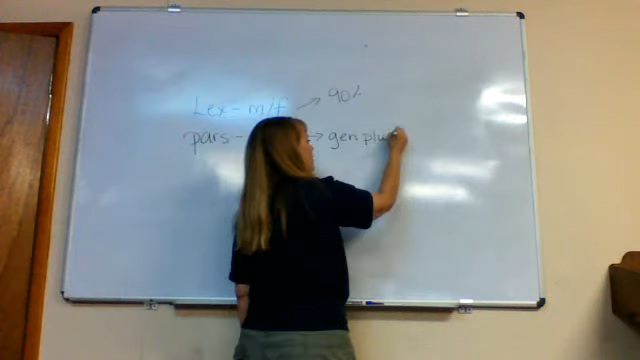 Lex - m/f → 90%
pars - → gen plu